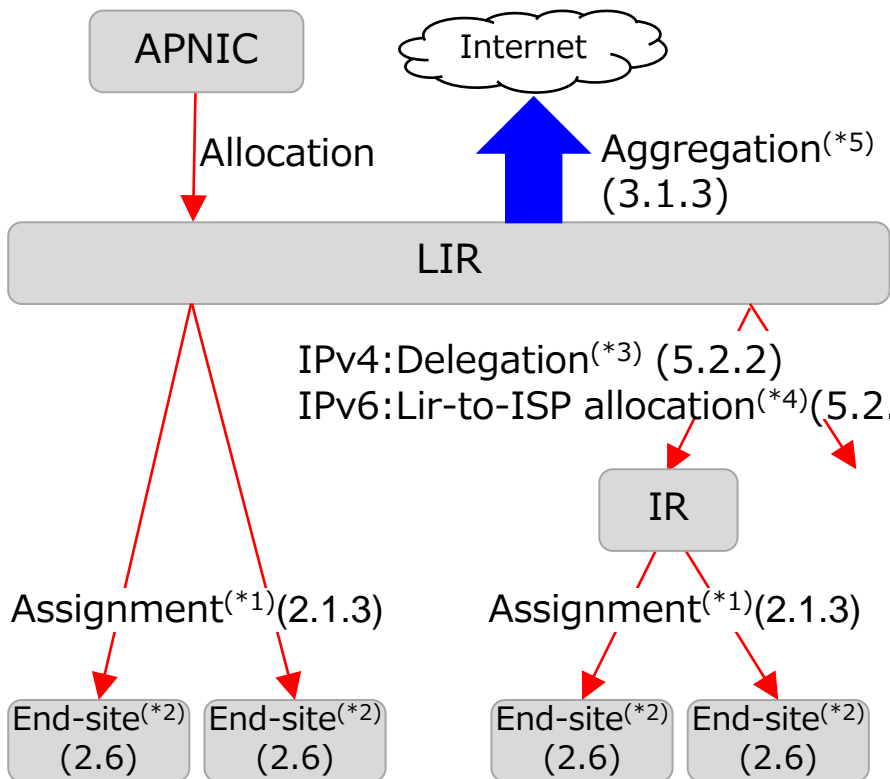 APNIC
Internet
Allocation
Aggregation(*5)
(3.1.3)
LIR
IPv4:Delegation(*3) (5.2.2)
IPv6:Lir-to-ISP allocation(*4)(5.2.
IR
Assignment(*1)(2.1.3)
Assignment(*1)(2.1.3)
End-site(*2)
(2.6)
End-site(*2)
(2.6)
End-site(*2)
(2.6)
End-site(*2)
(2.6)